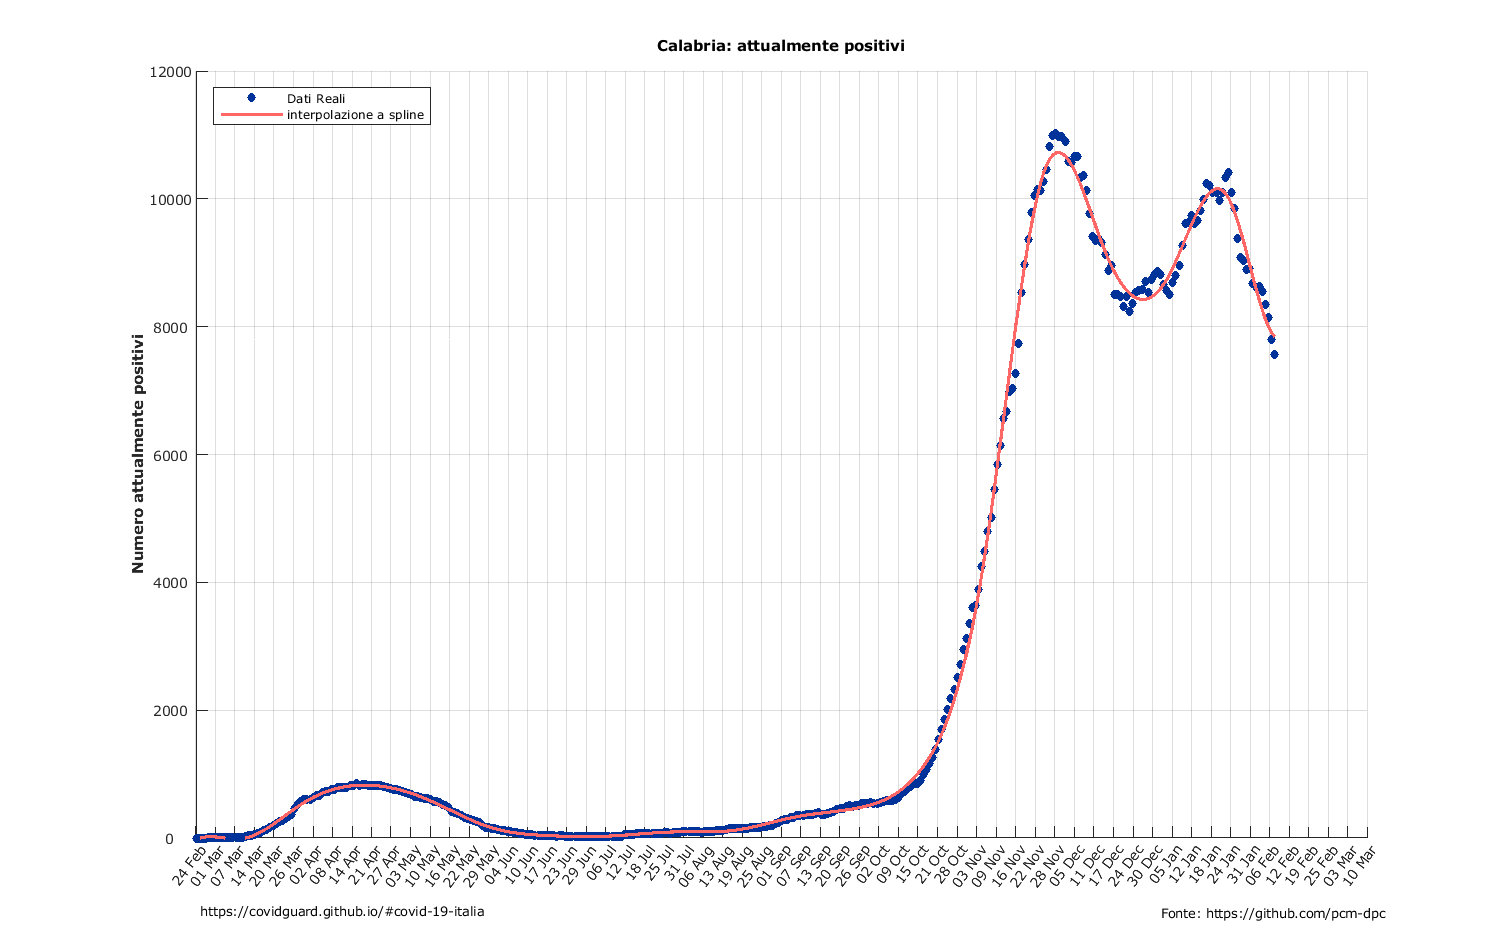 Calabria: attualmente positivi
12000
10000
8000
6000
4000
2000
0
Numero attualmente positivi
Dati Reali
interpolazione a spline
24 Feb
01 Mar
07 Mar
14 Mar
20 Mar
26 Mar
02 Apr
08 Apr
14 Apr
21 Apr
27 Apr
03 May
10 May
16 May
22 May
29 May
04 Jun
10 Jun
17 Jun
23 Jun
29 Jun
06 Jul
12 Jul
18 Jul
25 Jul
31 Jul
06 Aug
13 Aug
19 Aug
25 Aug
01 Sep
07 Sep
13 Sep
20 Sep
26 Sep
02 Oct
09 Oct
15 Oct
21 Oct
28 Oct
03 Nov
09 Nov
16 Nov
22 Nov
28 Nov
05 Dec
11 Dec
17 Dec
24 Dec
30 Dec
05 Jan
12 Jan
18 Jan
24 Jan
31 Jan
06 Feb
12 Feb
19 Feb
25 Feb
03 Mar
10 Mar
https://covidguard.github.io/#covid-19-italia
Fonte: https://github.com/pcm-dpc